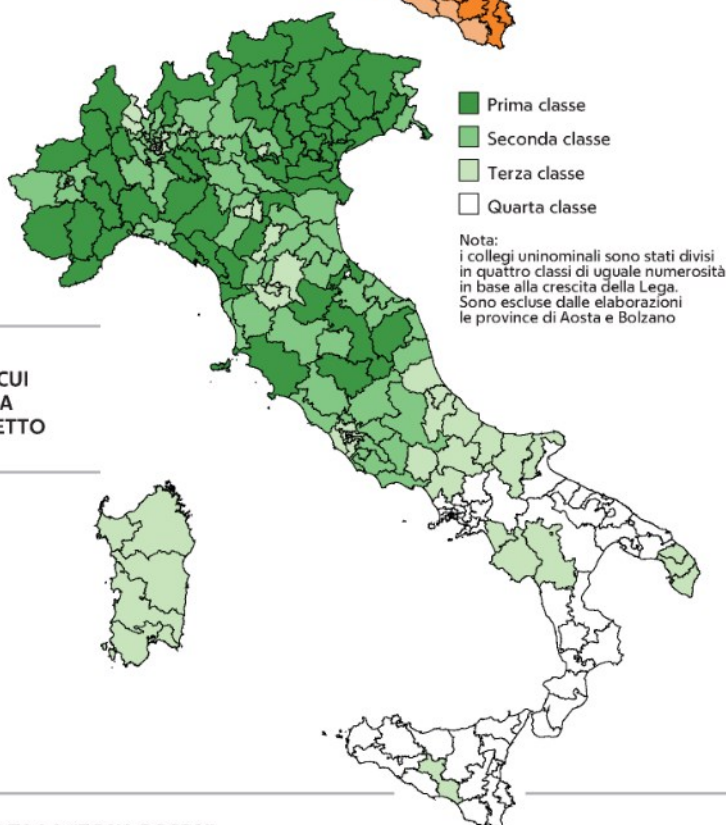 Prima classe
Seconda classe
Terza classe
Quarta classe
Nota:
i collegi uninominali sono stati divisi
in quattro classi di uguale numerosità
in base alla crescita della Lega.
Sono escluse dalle elaborazioni
le province di Aosta e Bolzano
CUI
A
ETTO